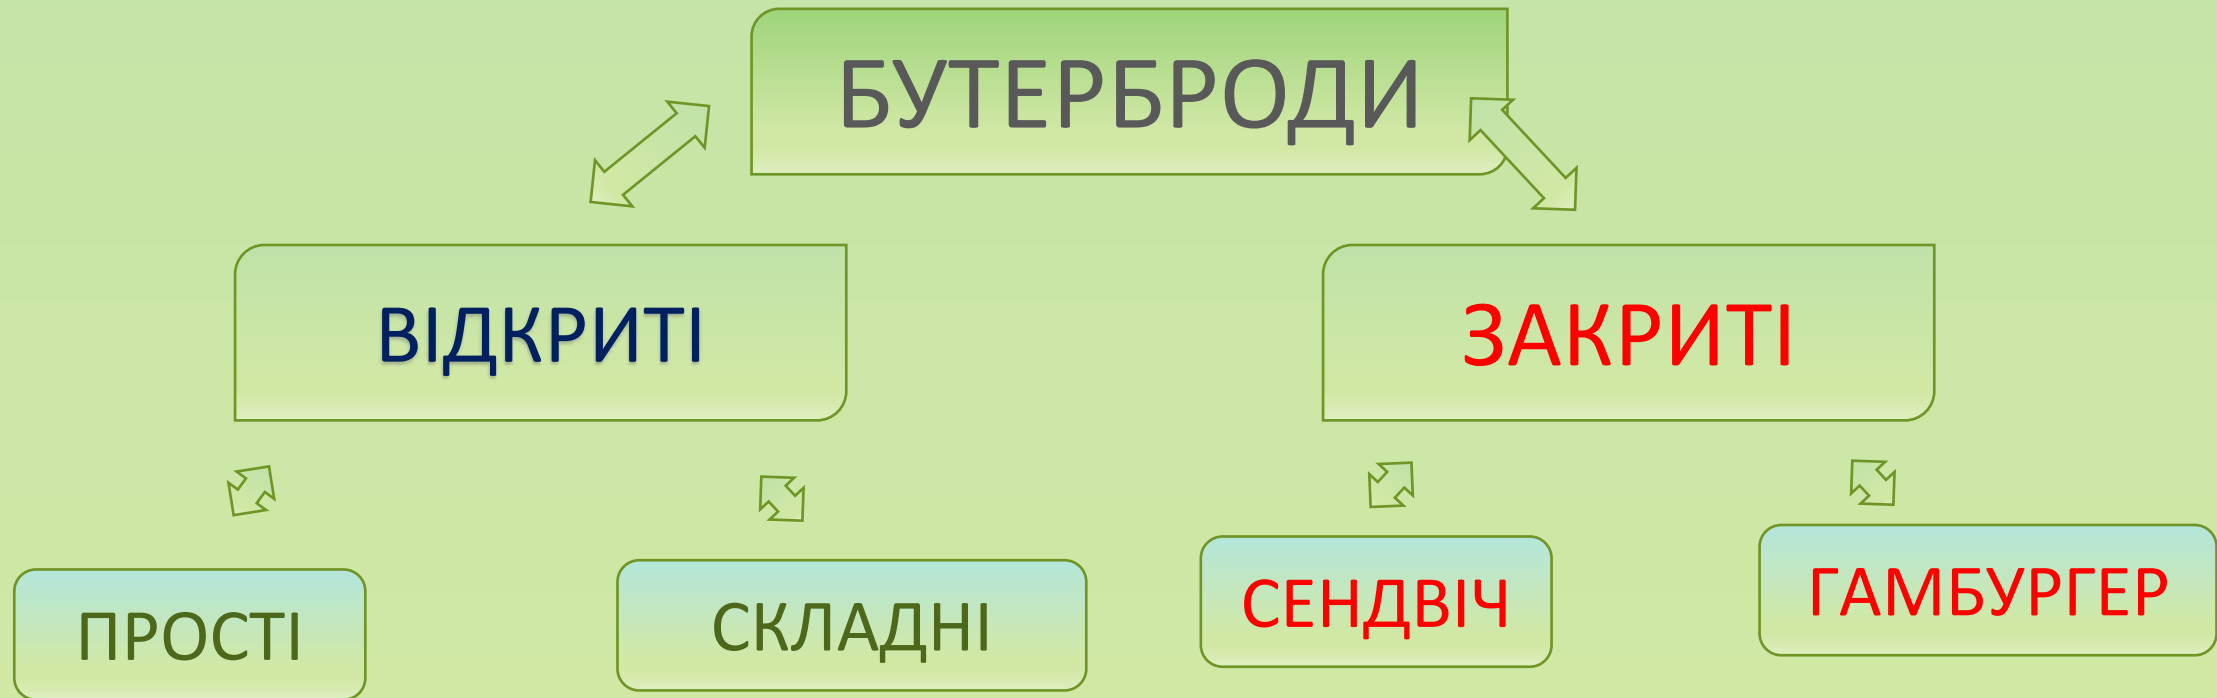 БУТЕРБРОДИ
ВІДКРИТІ
ЗАКРИТІ
ПРОСТІ
СКЛАДНІ
СЕНДВІЧ
ГАМБУРГЕР